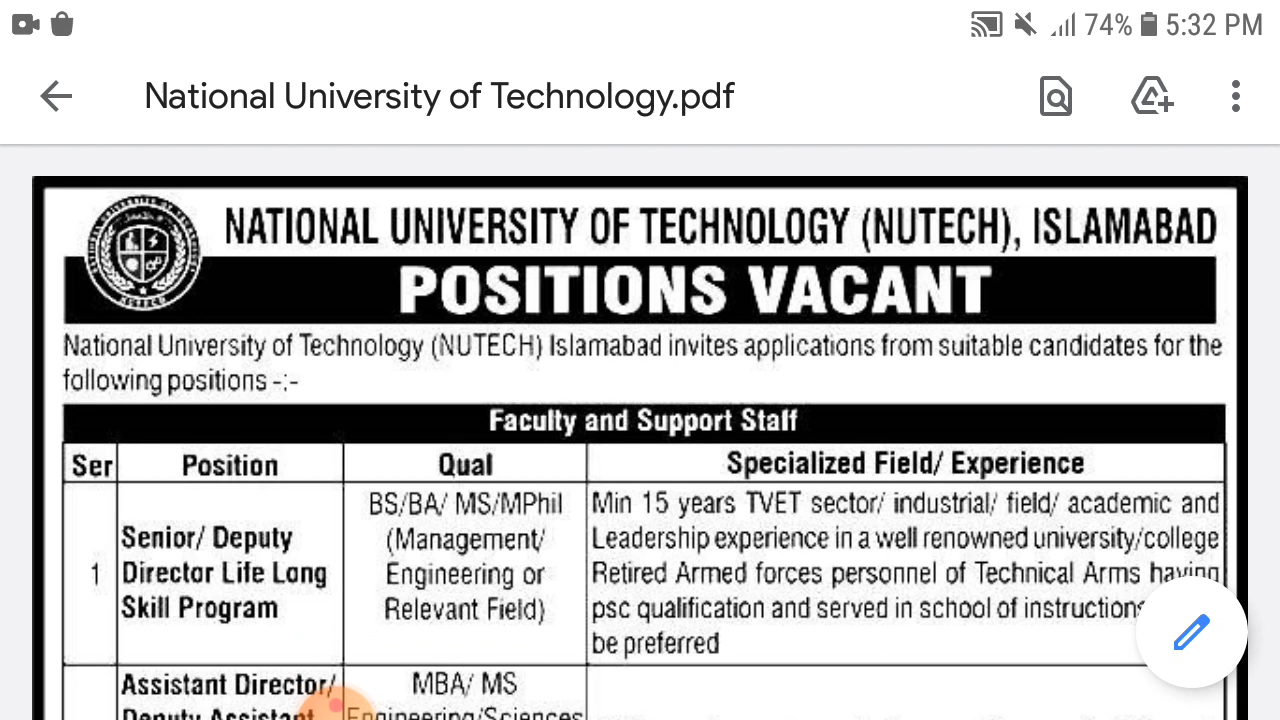 74% 5:32 PM
National University of Technology.pdf
NATIONAL UNIVERSITY OF TECHNOLOGY (NUTECH), ISLAMABAD
POSITIONS VACANT
NUTECH
National University of Technology (NUTECH) Islamabad invites applications from suitable candidates for the
following positions -:-
Faculty and Support Staff
Ser Position Qual Specialized Field/ Experience
1
Senior/ Deputy
Director Life Long
Skill Program
BS/BA/ MS/MPhil
(Management/
Engineering or
Relevant Field)
Min 15 years TVET sector/ industrial/ field/ academic and
Leadership experience in a well renowned university/college
Retired Armed forces personnel of Technical Arms having
psc qualification and served in school of instructions
be preferred
Assistant Director/
Deputy Assistant
MBA/ MS
Engineering/Sciences